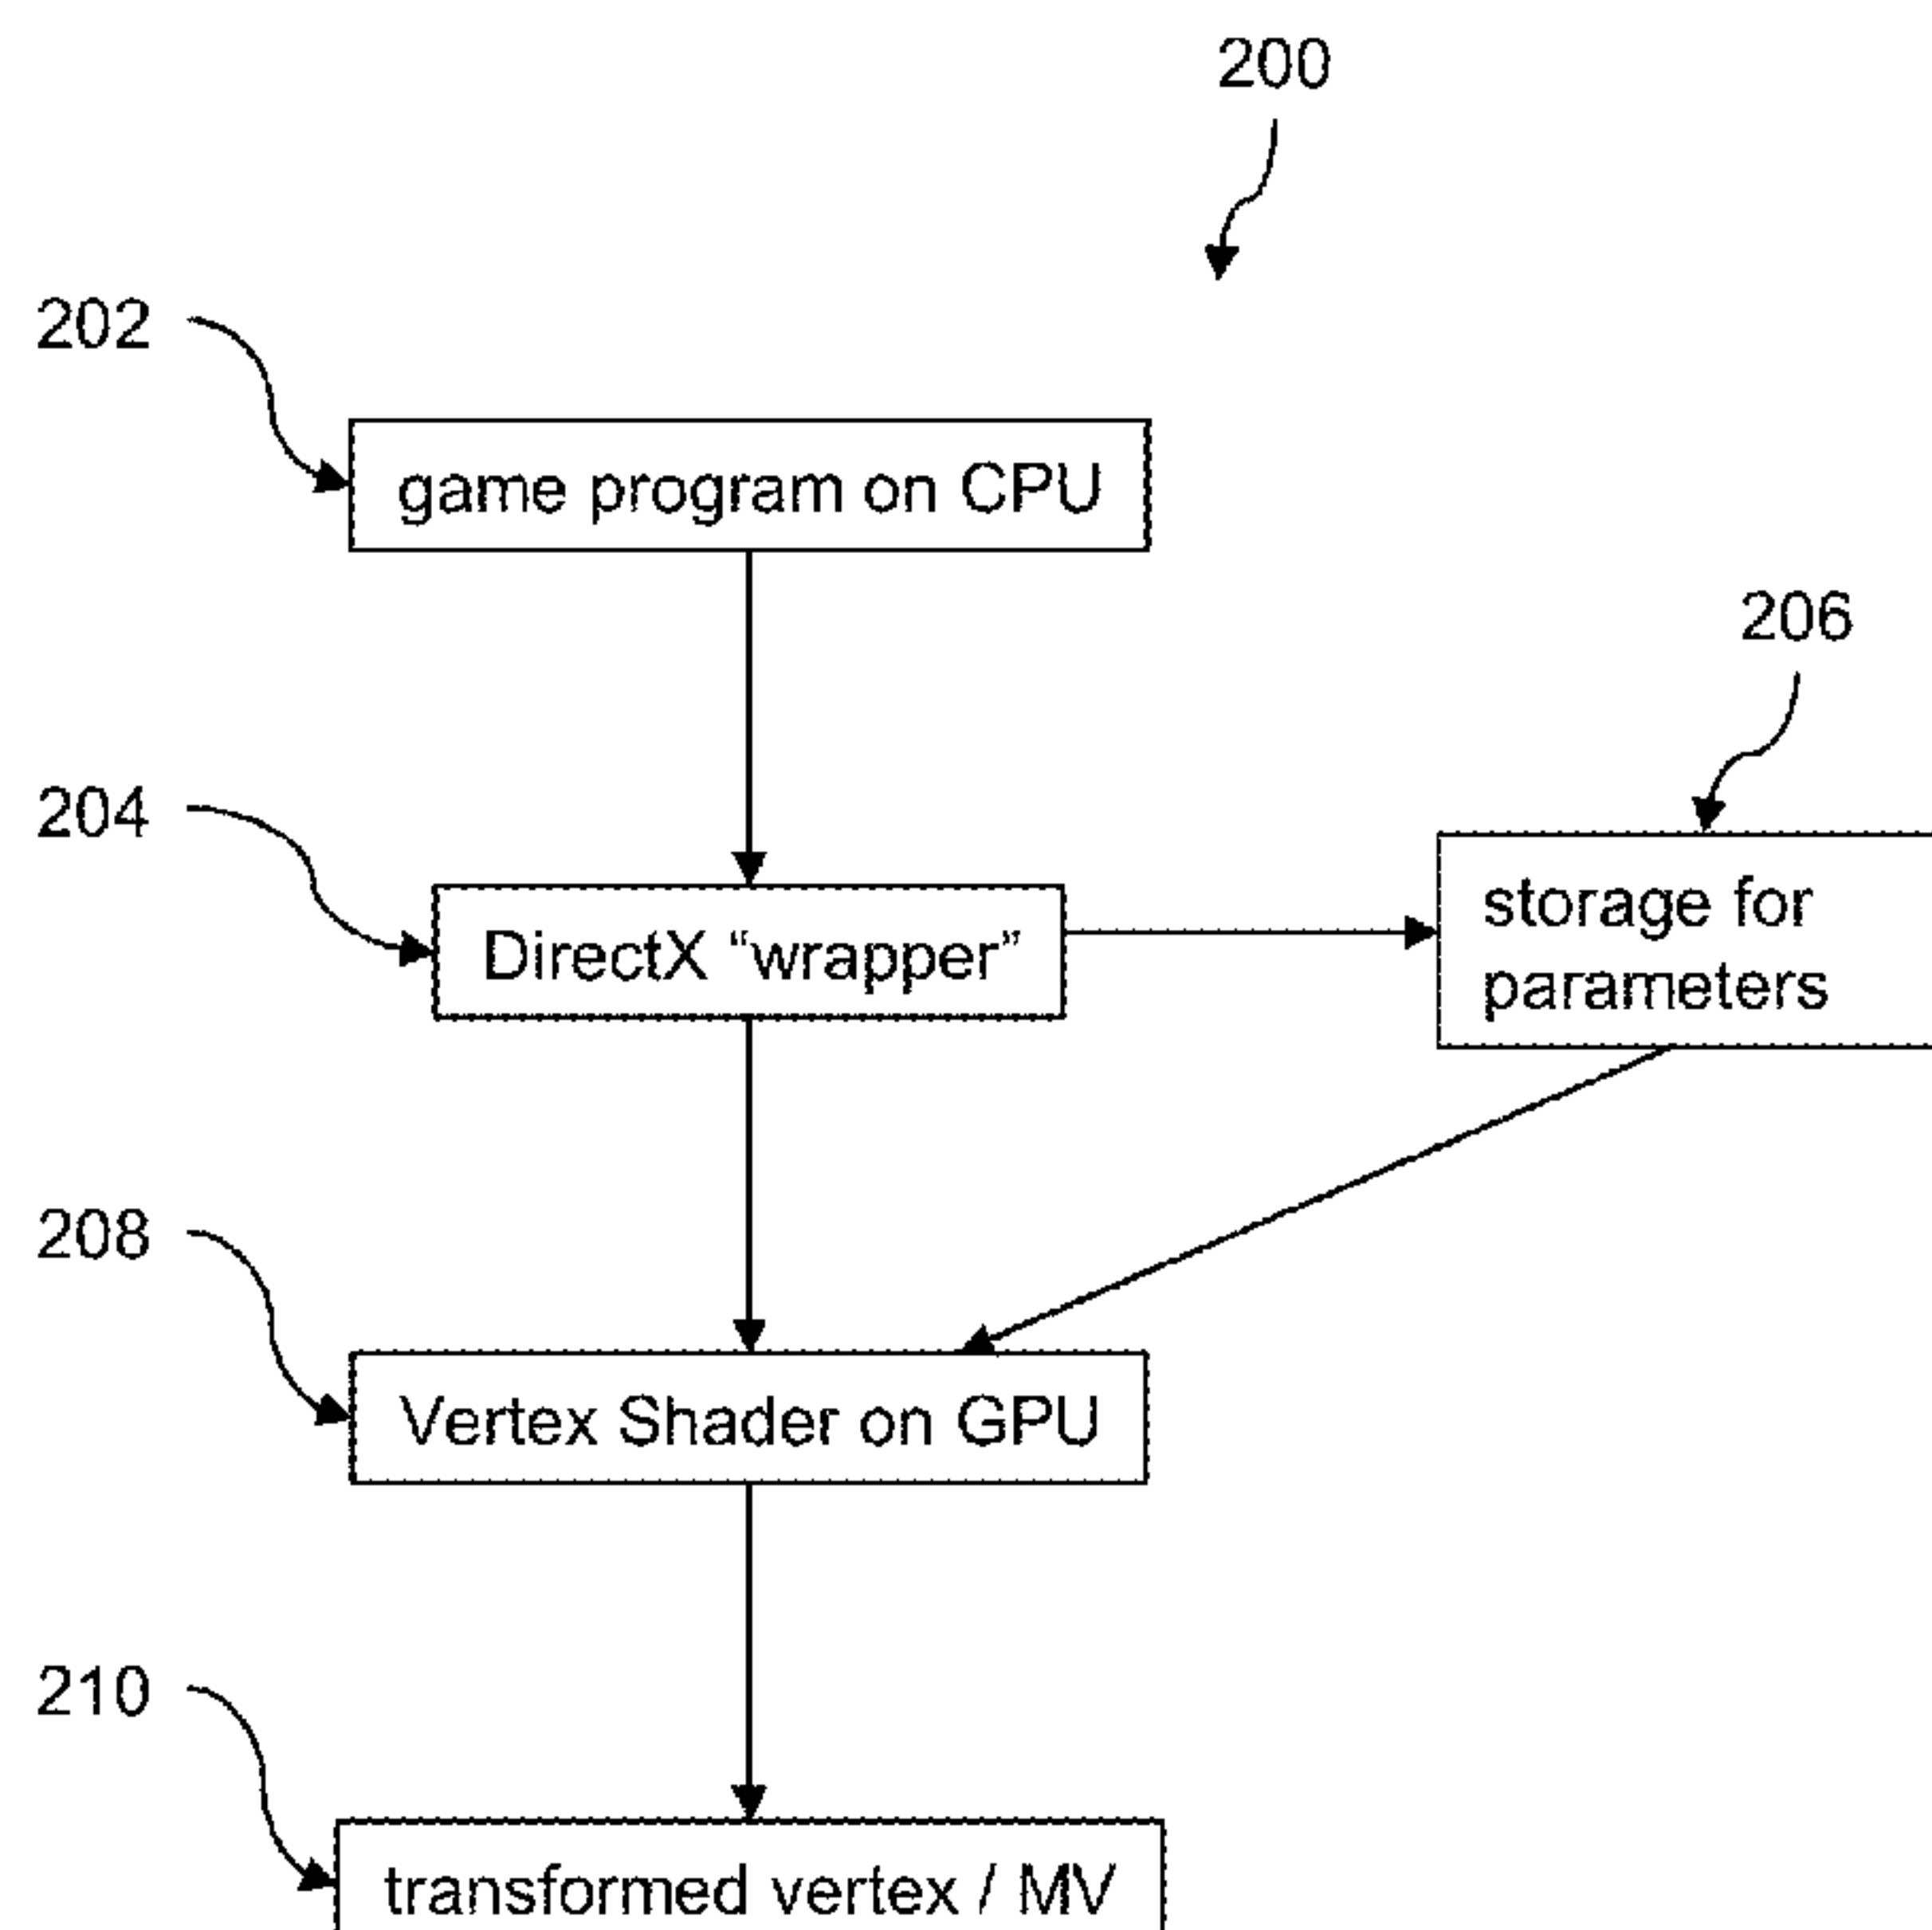 200
202
game program on CPU
206
204
DirectX “wrapper”
storage for
parameters
208
Vertex Shader on GPU
210
transformed vertex / MV